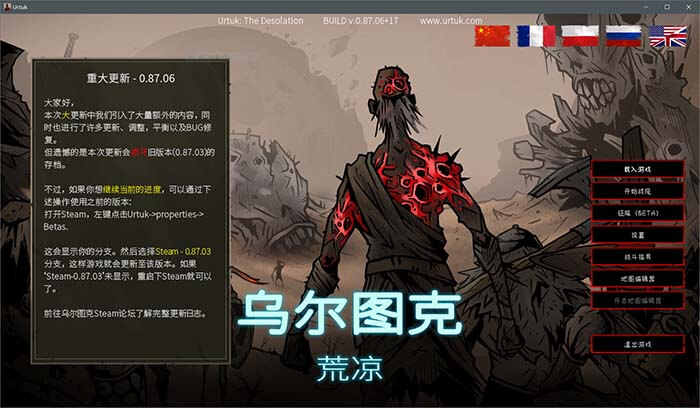 Urtuk
Urtuk: The Desolation BUILD v.0.87.06+17 www.urtuk.com
重大更新 - 0.87.06
大家好,
本次大更新中我们引入了大量额外的内容，同
时也进行了许多更新、调整，平衡以及BUG修
复。
但遗憾的是本次更新会破坏旧版本(0.87.03)的
存档。
不过，如果你想继续当前的进度，可以通过下
述操作使用之前的版本:
打开Steam，左键点击Urtuk->properties->
Betas.
这会显示你的分支。然后选择Steam - 0.87.03
分支，这样游戏就会更新至该版本。如果
"Steam-0.87.03"未显示，重启下Steam就可以
了。
前往乌尔图克Steam论坛了解完整更新日志。
载入游戏
开始战役
征程 (BETA)
设置
战斗指南
地图编辑器
开启地图编辑器
退出游戏
乌尔图克
荒凉